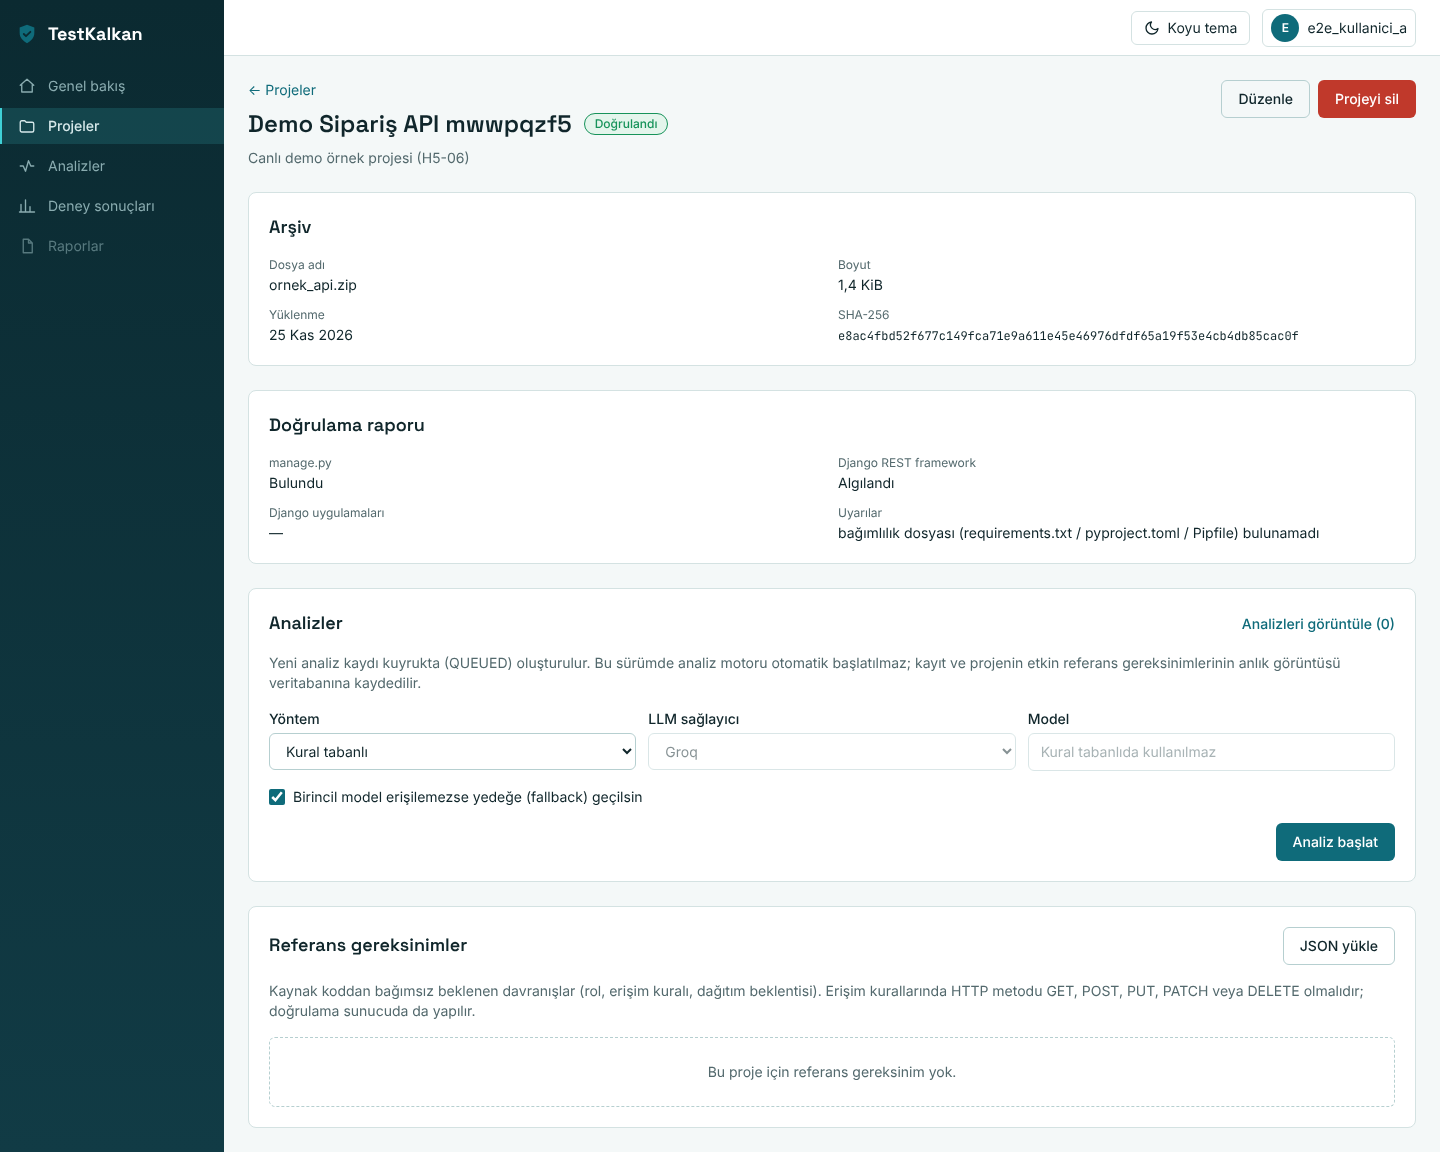 TestKalkan
Genel bakış
Projeler
Analizler
Deney sonuçları
Raporlar
Koyu tema
E
e2e_kullanici_a
← Projeler
Demo Sipariş API mwwpqzf5
Doğrulandı
Canlı demo örnek projesi (H5-06)
Düzenle
Projeyi sil
Arşiv
Dosya adı
ornek_api.zip
Boyut
1,4 KiB
Yüklenme
25 Kas 2026
SHA-256
e8ac4fbd52f677c149fca71e9a611e45e46976dfdf65a19f53e4cb4db85cac0f
Doğrulama raporu
manage.py
Bulundu
Django REST framework
Algılandı
Django uygulamaları
—
Uyarılar
bağımlılık dosyası (requirements.txt / pyproject.toml / Pipfile) bulunamadı
Analizler
Analizleri görüntüle (0)
Yeni analiz kaydı kuyrukta (QUEUED) oluşturulur. Bu sürümde analiz motoru otomatik başlatılmaz; kayıt ve projenin etkin referans gereksinimlerinin anlık görüntüsü
veritabanına kaydedilir.
Yöntem
Kural tabanlı
LLM sağlayıcı
Groq
Model
Kural tabanlıda kullanılmaz
Birincil model erişilemezse yedeğe (fallback) geçilsin
Analiz başlat
Referans gereksinimler
JSON yükle
Kaynak koddan bağımsız beklenen davranışlar (rol, erişim kuralı, dağıtım beklentisi). Erişim kurallarında HTTP metodu GET, POST, PUT, PATCH veya DELETE olmalıdır;
doğrulama sunucuda da yapılır.
Bu proje için referans gereksinim yok.